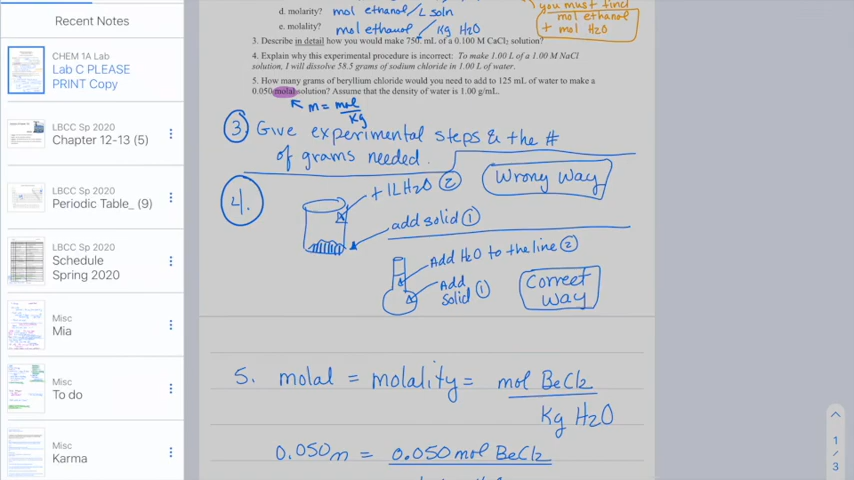 Recent Notes
CHEM 1A Lab
Lab C PLEASE
PRINT Copy
LBCC Sp 2020
Chapter 12-13 (5)
LBCC Sp 2020
Periodic Table_ (9)
LBCC Sp 2020
Schedule
Spring 2020
Misc
Mia
Misc
To do
Misc
Karma
d. molarity? mol ethanol/L soln
e. molality? mol ethanol/Kg H2O
you must find
mol ethanol
+ mol H2O
3. Describe in detail how you would make 750. mL of a 0.100 M CaCl2 solution?
4. Explain why this experimental procedure is incorrect: To make 1.00 L of a 1.00 M NaCl
solution, I will dissolve 58.5 grams of sodium chloride in 1.00 L of water.
5. How many grams of beryllium chloride would you need to add to 125 mL of water to make a
0.050 molal solution? Assume that the density of water is 1.00 g/mL.
m = mol
Kg
3. Give experimental steps & the #
of grams needed.
4.
+ 1L H2O 2
Wrong Way
add solid 1
Add H2O to the line 2
Add
solid 1
Correct
Way
5. molal = molality = mol BeCl2
Kg H2O
0.050m = 0.050 mol BeCl2
1
/
3